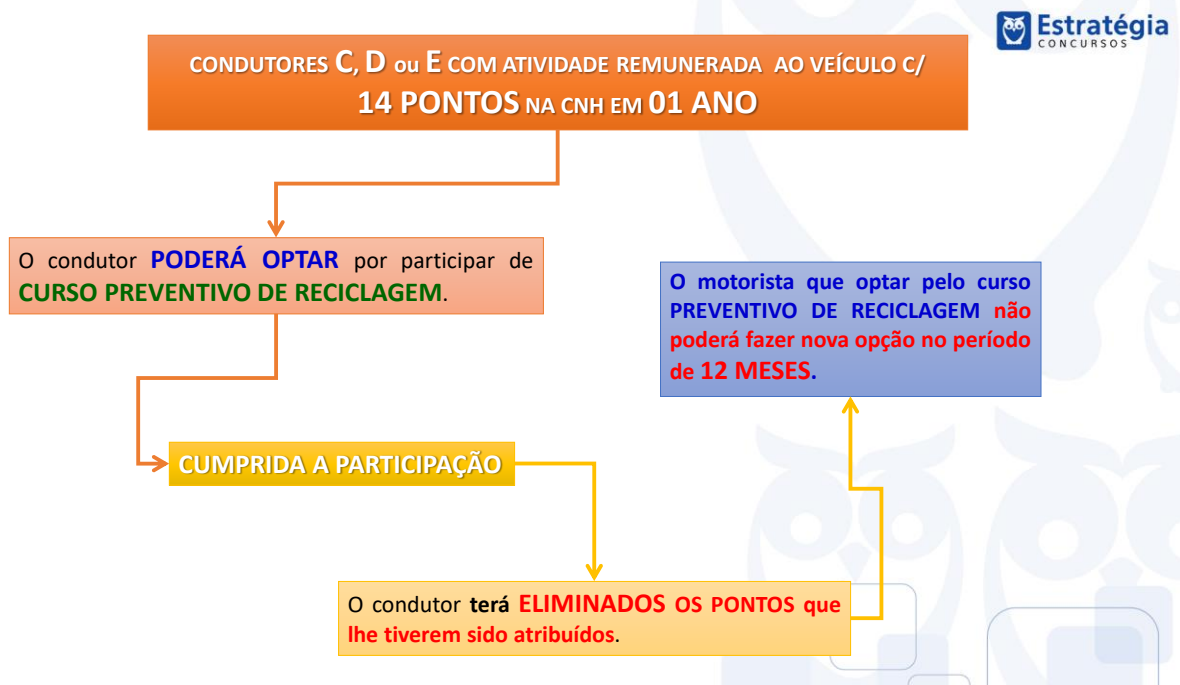 Estratégia
CONCURSOS
CONDUTORES C, D ou E COM ATIVIDADE REMUNERADA AO VEÍCULO C/
14 PONTOS NA CNH EM 01 ANO
O condutor PODERÁ OPTAR por participar de
CURSO PREVENTIVO DE RECICLAGEM.
O motorista que optar pelo curso
PREVENTIVO DE RECICLAGEM não
poderá fazer nova opção no período
de 12 MESES.
CUMPRIDA A PARTICIPAÇÃO
O condutor terá ELIMINADOS OS PONTOS que
lhe tiverem sido atribuídos.